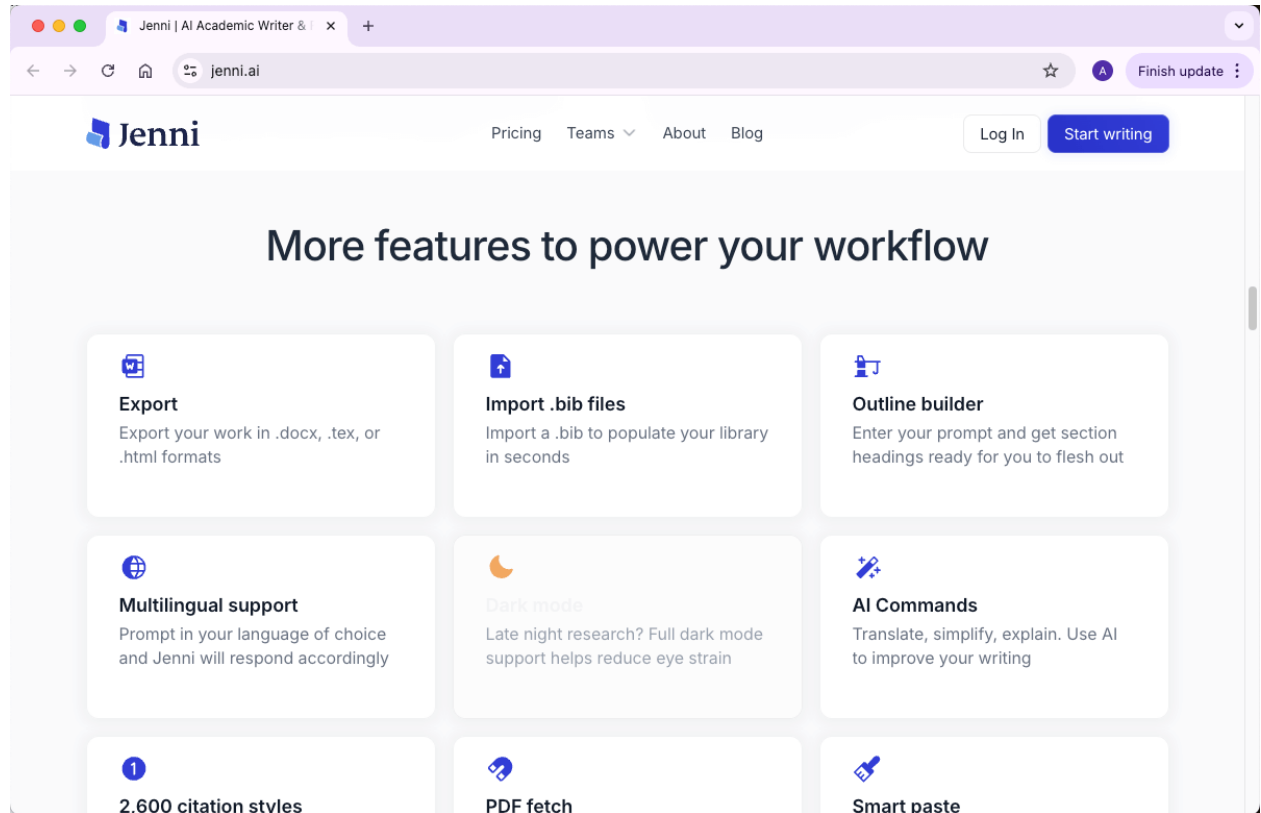 Jenni | AI Academic Writer &
jenni.ai
A
Finish update
Jenni
Pricing
Teams
About
Blog
Log In
Start writing
More features to power your workflow
Export
Export your work in .docx, .tex, or
.html formats
Import .bib files
Import a .bib to populate your library
in seconds
Outline builder
Enter your prompt and get section
headings ready for you to flesh out
Multilingual support
Prompt in your language of choice
and Jenni will respond accordingly
Dark mode
Late night research? Full dark mode
support helps reduce eye strain
AI Commands
Translate, simplify, explain. Use AI
to improve your writing
1
2,600 citation styles
PDF fetch
Smart paste